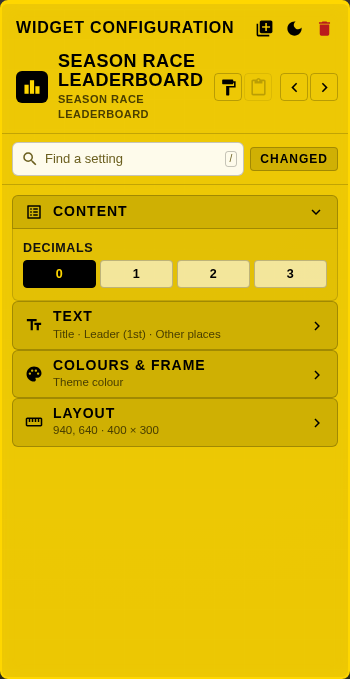 WIDGET CONFIGURATION
SEASON RACE
LEADERBOARD
SEASON RACE
LEADERBOARD
Find a setting
/
CHANGED
CONTENT
DECIMALS
0 1 2 3
TEXT
Title · Leader (1st) · Other places
COLOURS & FRAME
Theme colour
LAYOUT
940, 640 · 400 × 300